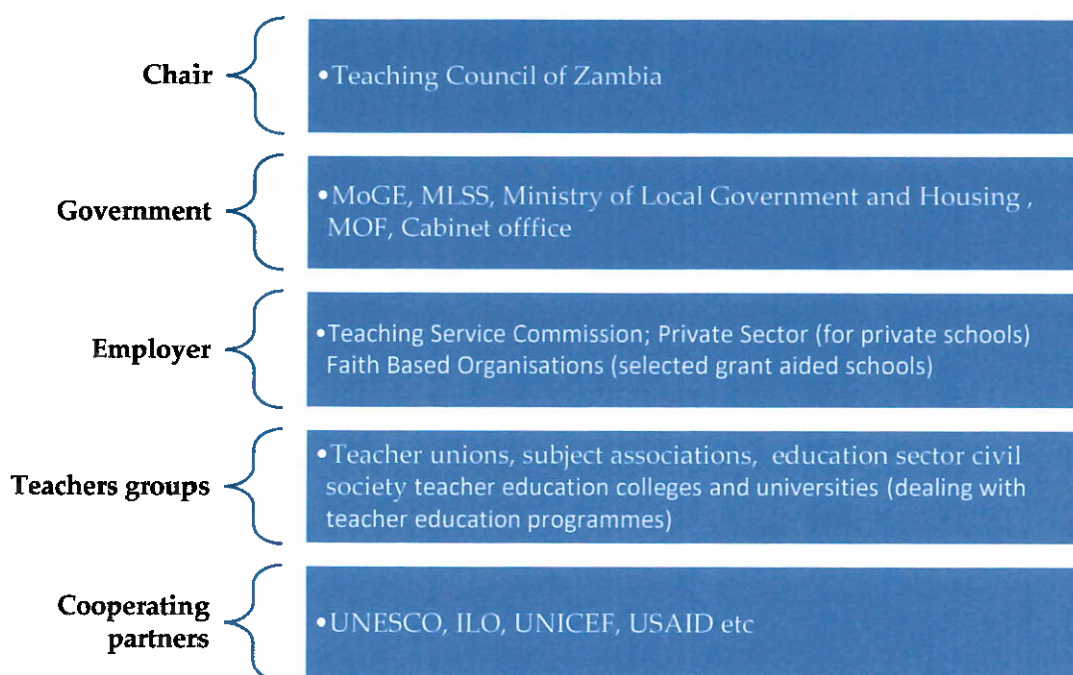 Chair
•Teaching Council of Zambia
Government
•MoGE, MLSS, Ministry of Local Government and Housing ,
MOF, Cabinet offfice
Employer
•Teaching Service Commission; Private Sector (for private schools)
Faith Based Organisations (selected grant aided schools)
Teachers groups
•Teacher unions, subject associations, education sector civil
society teacher education colleges and universities (dealing with
teacher education programmes)
Cooperating
partners
•UNESCO, ILO, UNICEF, USAID etc